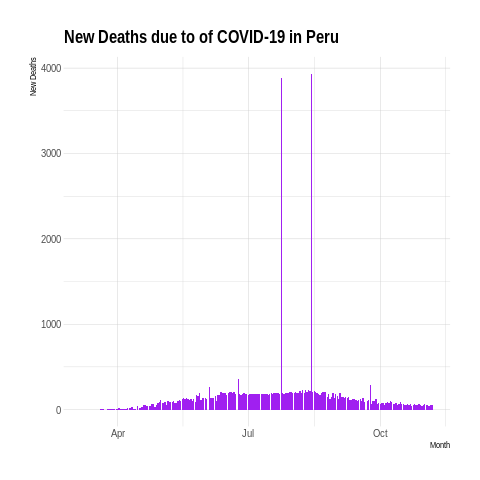 New Deaths due to of COVID-19 in Peru
New Deaths
4000
3000
2000
1000
0
Apr
Jul
Oct
Month